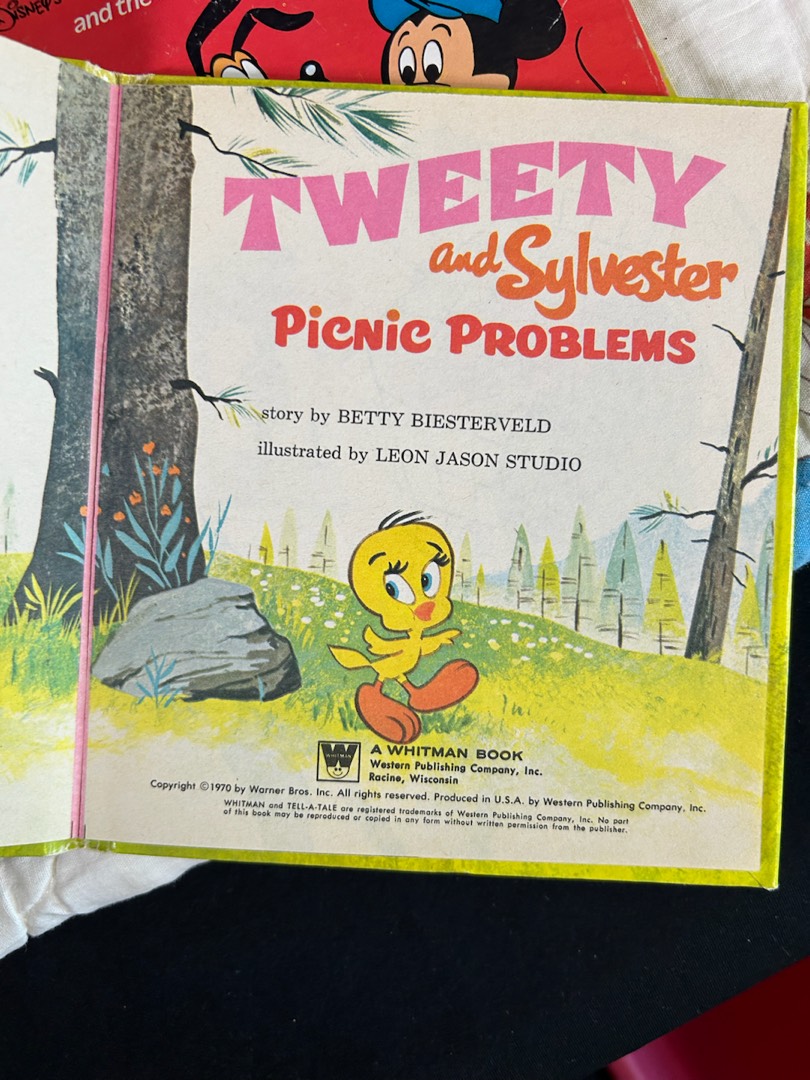 DISNEY'S
and the
TWEETY
and Sylvester
Picnic Problems
story by BETTY BIESTERVELD
illustrated by LEON JASON STUDIO
W
WHITMAN
A WHITMAN BOOK
Western Publishing Company, Inc.
Racine, Wisconsin
Copyright ©1970 by Warner Bros. Inc. All rights reserved. Produced in U.S.A. by Western Publishing Company, Inc.
WHITMAN and TELL-A-TALE are registered trademarks of Western Publishing Company, Inc. No part
of this book may be reproduced or copied in any form without written permission from the publisher.